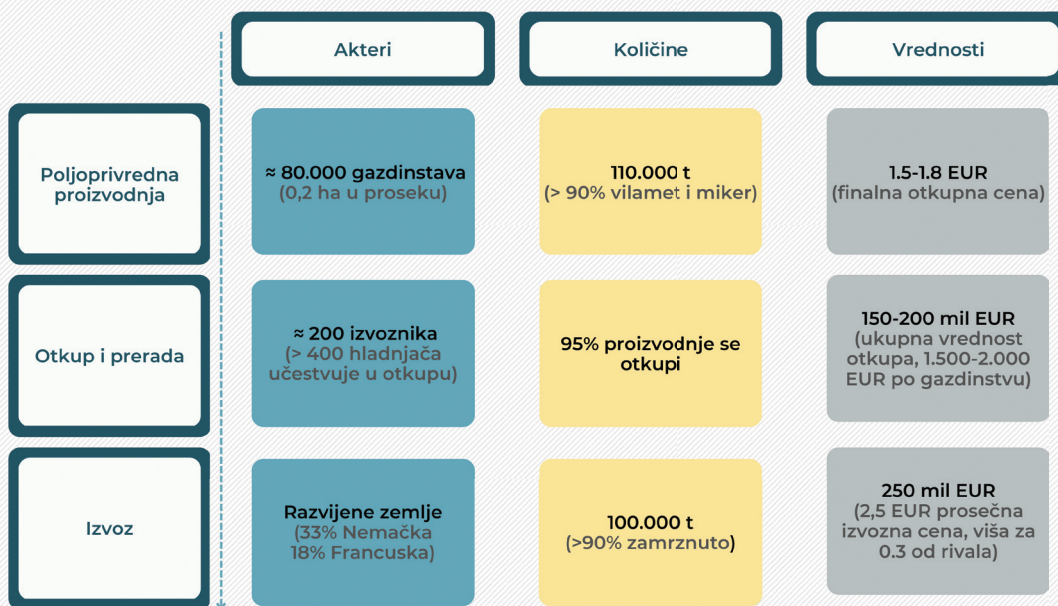 Akteri
Količine
Vrednosti
Poljoprivredna
proizvodnja
≈ 80.000 gazdinstava
(0,2 ha u proseku)
110.000 t
(> 90% vilamet i miker)
1.5-1.8 EUR
(finalna otkupna cena)
Otkup i prerada
≈ 200 izvoznika
(> 400 hladnjača
učestvuje u otkupu)
95% proizvodnje se
otkupi
150-200 mil EUR
(ukupna vrednost
otkupa, 1.500-2.000
EUR po gazdinstvu)
Izvoz
Razvijene zemlje
(33% Nemačka
18% Francuska)
100.000 t
(>90% zamrznuto)
250 mil EUR
(2,5 EUR prosečna
izvozna cena, viša za
0.3 od rivala)